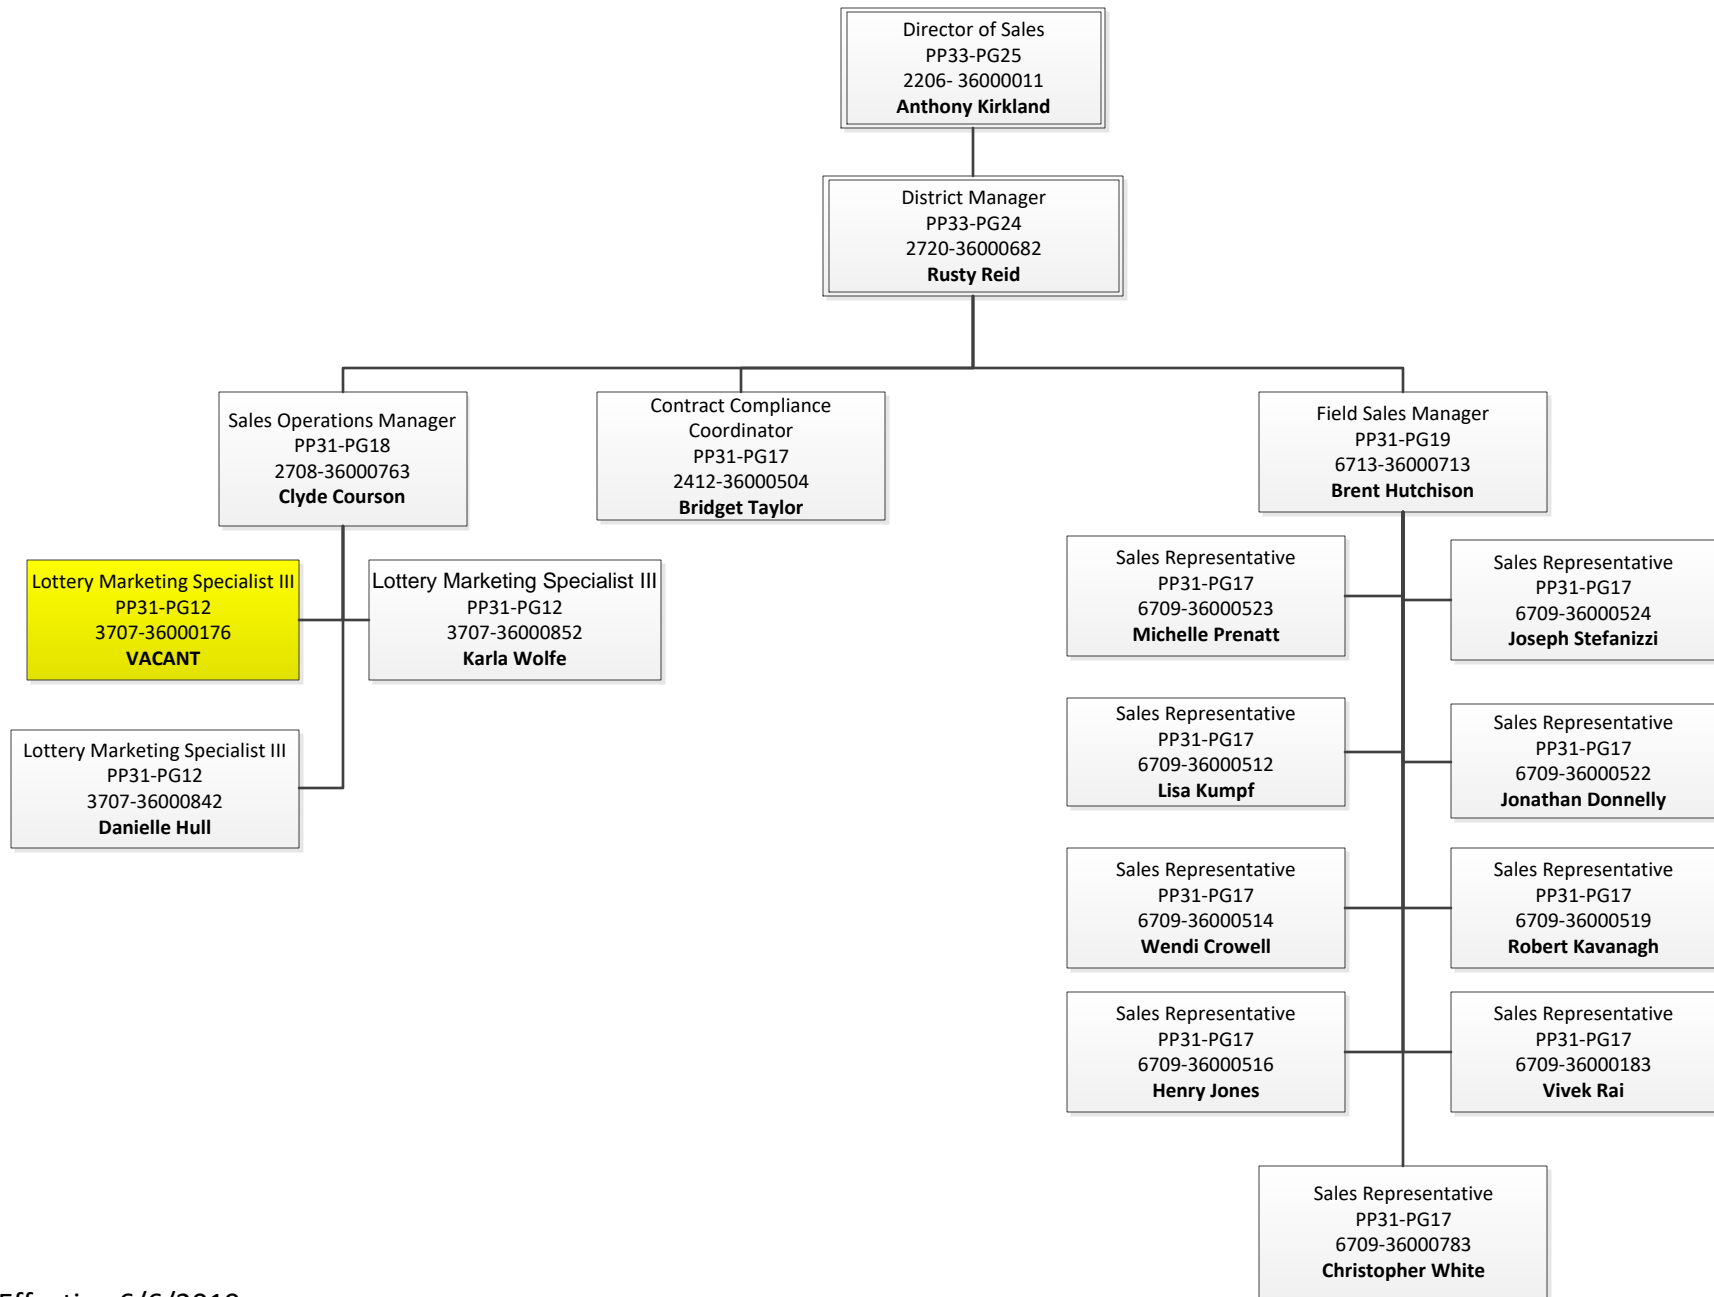 Director of Sales
PP33-PG25
2206- 36000011
Anthony Kirkland
District Manager
PP33-PG24
2720-36000682
Rusty Reid
Sales Operations Manager
PP31-PG18
2708-36000763
Clyde Courson
Contract Compliance
Coordinator
PP31-PG17
2412-36000504
Bridget Taylor
Field Sales Manager
PP31-PG19
6713-36000713
Brent Hutchison
Lottery Marketing Specialist III
PP31-PG12
3707-36000176
VACANT
Lottery Marketing Specialist III
PP31-PG12
3707-36000852
Karla Wolfe
Lottery Marketing Specialist III
PP31-PG12
3707-36000842
Danielle Hull
Sales Representative
PP31-PG17
6709-36000523
Michelle Prenatt
Sales Representative
PP31-PG17
6709-36000524
Joseph Stefanizzi
Sales Representative
PP31-PG17
6709-36000512
Lisa Kumpf
Sales Representative
PP31-PG17
6709-36000522
Jonathan Donnelly
Sales Representative
PP31-PG17
6709-36000514
Wendi Crowell
Sales Representative
PP31-PG17
6709-36000519
Robert Kavanagh
Sales Representative
PP31-PG17
6709-36000516
Henry Jones
Sales Representative
PP31-PG17
6709-36000183
Vivek Rai
Sales Representative
PP31-PG17
6709-36000783
Christopher White